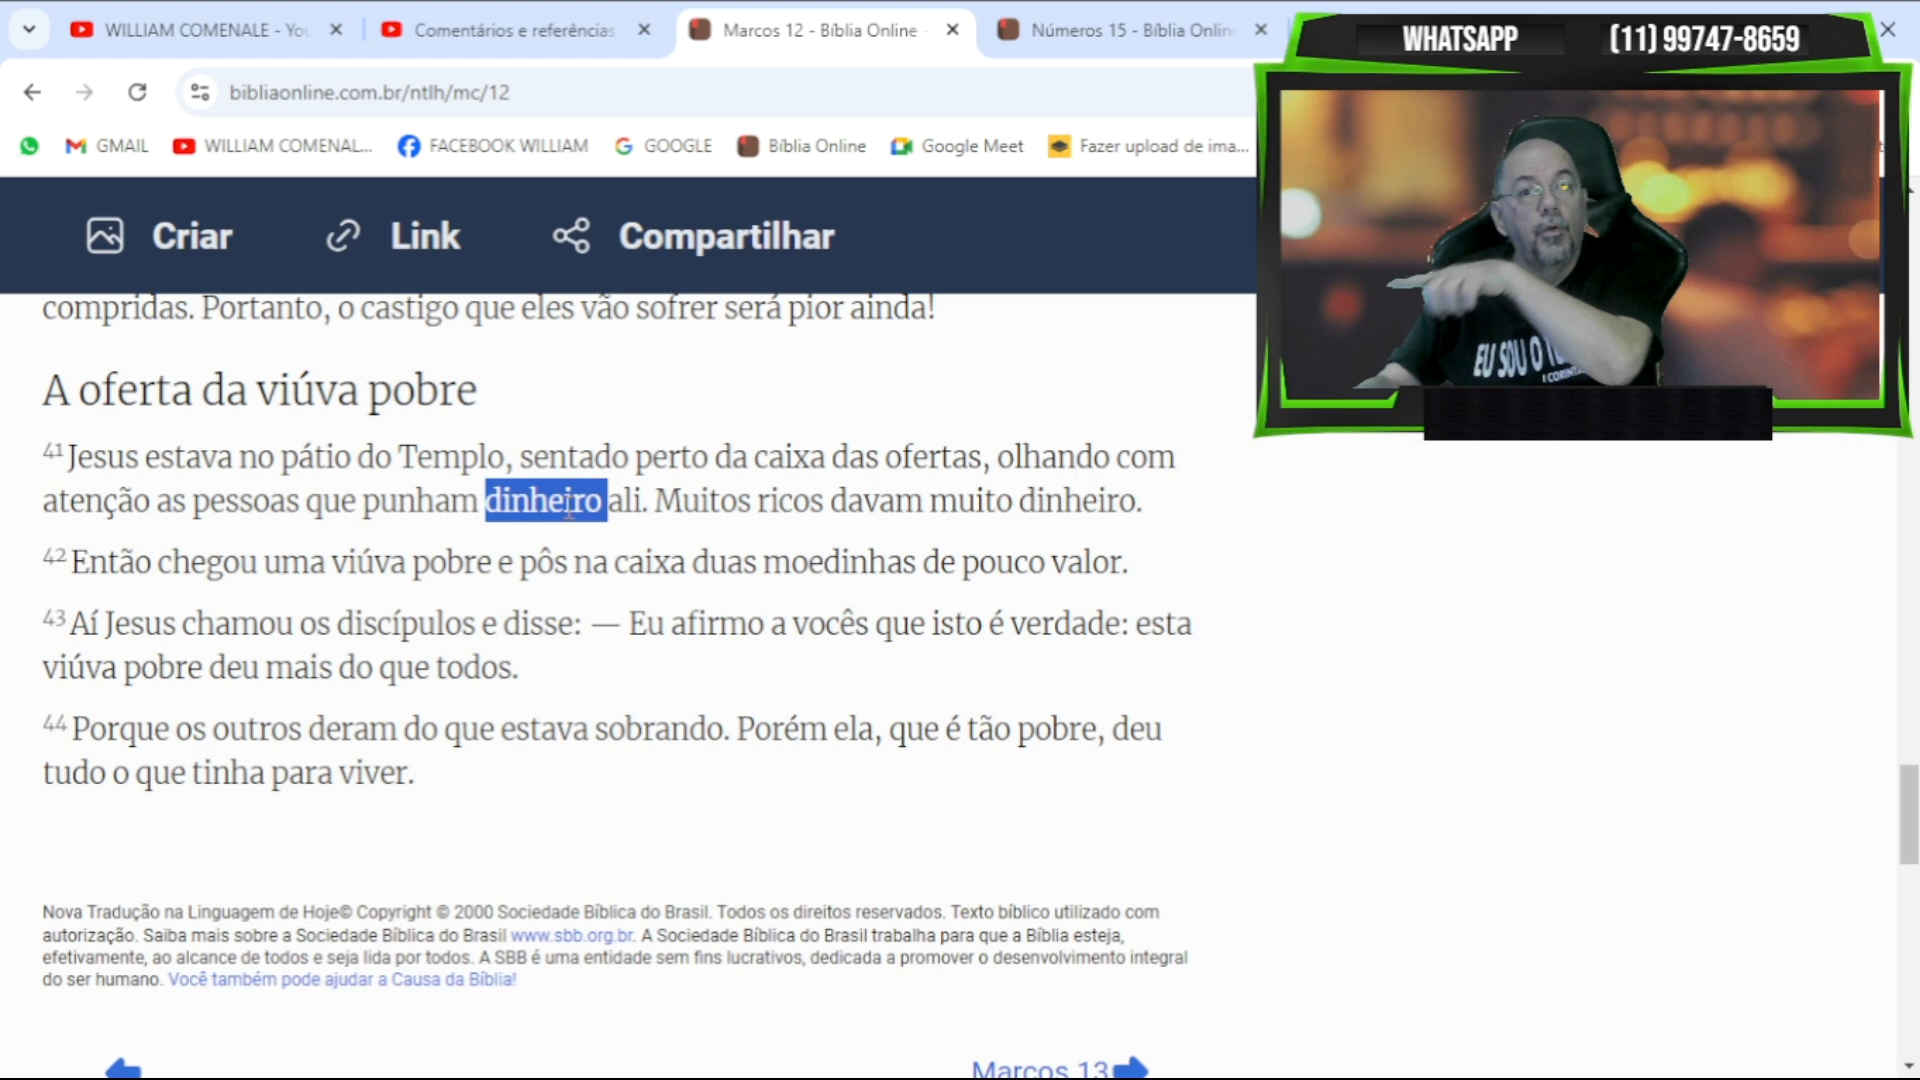 WILLIAM COMENALE - You
Comentários e referências
Marcos 12 - Bíblia Online
Números 15 - Bíblia Onlin
WHATSAPP (11) 99747-8659
bibliaonline.com.br/ntlh/mc/12
GMAIL WILLIAM COMENAL... FACEBOOK WILLIAM GOOGLE Bíblia Online Google Meet Fazer upload de ima...
Criar Link Compartilhar
EU SOU O
I CORINT
compridas. Portanto, o castigo que eles vão sofrer será pior ainda!
A oferta da viúva pobre
41 Jesus estava no pátio do Templo, sentado perto da caixa das ofertas, olhando com
atenção as pessoas que punham dinheiro ali. Muitos ricos davam muito dinheiro.
42 Então chegou uma viúva pobre e pôs na caixa duas moedinhas de pouco valor.
43 Aí Jesus chamou os discípulos e disse: — Eu afirmo a vocês que isto é verdade: esta
viúva pobre deu mais do que todos.
44 Porque os outros deram do que estava sobrando. Porém ela, que é tão pobre, deu
tudo o que tinha para viver.
Nova Tradução na Linguagem de Hoje© Copyright © 2000 Sociedade Bíblica do Brasil. Todos os direitos reservados. Texto bíblico utilizado com
autorização. Saiba mais sobre a Sociedade Bíblica do Brasil www.sbb.org.br. A Sociedade Bíblica do Brasil trabalha para que a Bíblia esteja,
efetivamente, ao alcance de todos e seja lida por todos. A SBB é uma entidade sem fins lucrativos, dedicada a promover o desenvolvimento integral
do ser humano. Você também pode ajudar a Causa da Bíblia!
Marcos 13